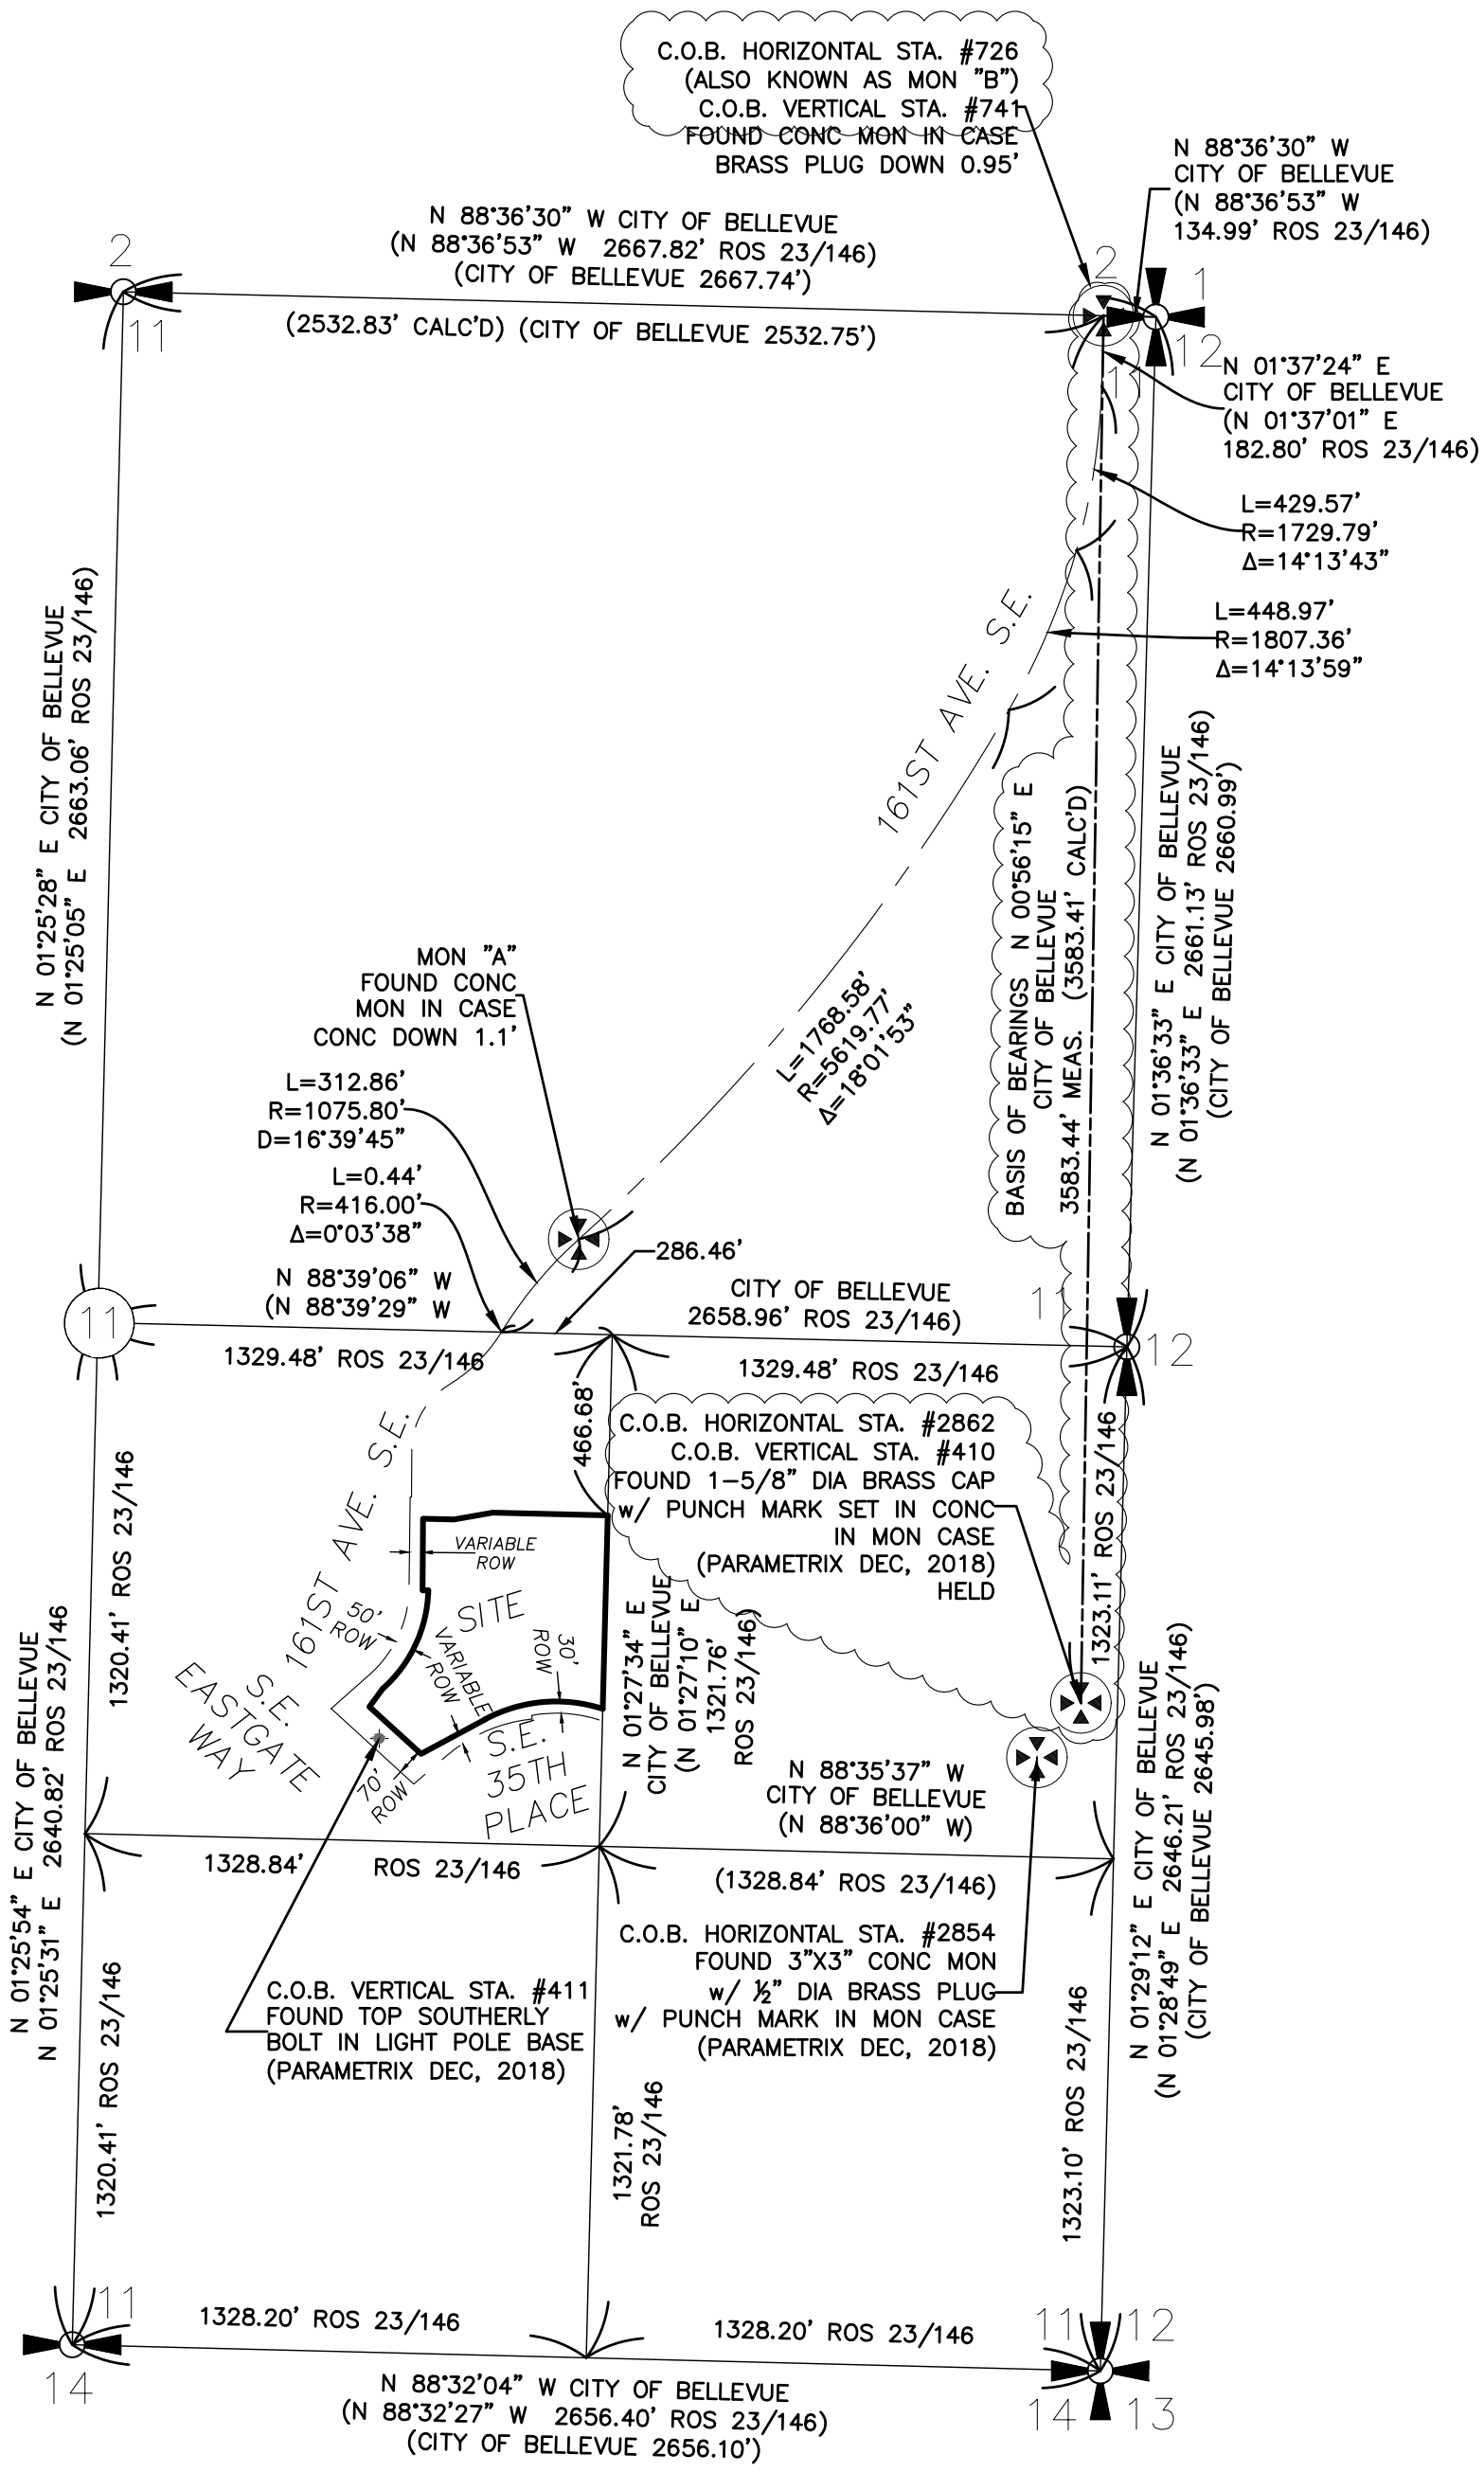 C.O.B. HORIZONTAL STA. #726
(ALSO KNOWN AS MON "B")
C.O.B. VERTICAL STA. #741
FOUND CONC MON IN CASE
BRASS PLUG DOWN 0.95'
N 88°36'30" W
CITY OF BELLEVUE
(N 88°36'53" W
134.99' ROS 23/146)
N 88°36'30" W CITY OF BELLEVUE
(N 88°36'53" W 2667.82' ROS 23/146)
(CITY OF BELLEVUE 2667.74')
(2532.83' CALC'D) (CITY OF BELLEVUE 2532.75')
2
11
2
11
1
12
N 01°37'24" E
CITY OF BELLEVUE
(N 01°37'01" E
182.80' ROS 23/146)
L=429.57'
R=1729.79'
Δ=14°13'43"
L=448.97'
R=1807.36'
Δ=14°13'59"
161ST AVE. S.E.
N 01°25'28" E CITY OF BELLEVUE
(N 01°25'05" E 2663.06' ROS 23/146)
BASIS OF BEARINGS N 00°56'15" E
CITY OF BELLEVUE
3583.44' MEAS. (3583.41' CALC'D)
N 01°36'33" E CITY OF BELLEVUE
(N 01°36'33" E 2661.13' ROS 23/146)
(CITY OF BELLEVUE 2660.99')
MON "A"
FOUND CONC
MON IN CASE
CONC DOWN 1.1'
L=1768.58'
R=5619.77'
Δ=18°01'53"
L=312.86'
R=1075.80'
D=16°39'45"
L=0.44'
R=416.00'
Δ=0°03'38"
286.46'
N 88°39'06" W
(N 88°39'29" W
CITY OF BELLEVUE
2658.96' ROS 23/146)
11
11
12
1329.48' ROS 23/146
1329.48' ROS 23/146
466.68'
C.O.B. HORIZONTAL STA. #2862
C.O.B. VERTICAL STA. #410
FOUND 1-5/8" DIA BRASS CAP
w/ PUNCH MARK SET IN CONC
IN MON CASE
(PARAMETRIX DEC, 2018)
HELD
1323.11' ROS 23/146
1320.41' ROS 23/146
S.E. 161ST AVE. S.E.
VARIABLE
ROW
SITE
50'
ROW
VARIABLE
ROW
30'
ROW
S.E.
EASTGATE
WAY
70'
ROW
S.E.
35TH
PLACE
N 01°27'34" E
CITY OF BELLEVUE
(N 01°27'10" E
1321.76'
ROS 23/146)
N 88°35'37" W
CITY OF BELLEVUE
(N 88°36'00" W)
1328.84' ROS 23/146
(1328.84' ROS 23/146)
N 01°25'54" E CITY OF BELLEVUE
N 01°25'31" E 2640.82' ROS 23/146
N 01°29'12" E CITY OF BELLEVUE
(N 01°28'49" E 2646.21' ROS 23/146)
(CITY OF BELLEVUE 2645.98')
C.O.B. HORIZONTAL STA. #2854
FOUND 3"X3" CONC MON
w/ ½" DIA BRASS PLUG
w/ PUNCH MARK IN MON CASE
(PARAMETRIX DEC, 2018)
C.O.B. VERTICAL STA. #411
FOUND TOP SOUTHERLY
BOLT IN LIGHT POLE BASE
(PARAMETRIX DEC, 2018)
1320.41' ROS 23/146
1321.78'
ROS 23/146
1323.10' ROS 23/146
11
14
1328.20' ROS 23/146
1328.20' ROS 23/146
11
12
14
13
N 88°32'04" W CITY OF BELLEVUE
(N 88°32'27" W 2656.40' ROS 23/146)
(CITY OF BELLEVUE 2656.10')